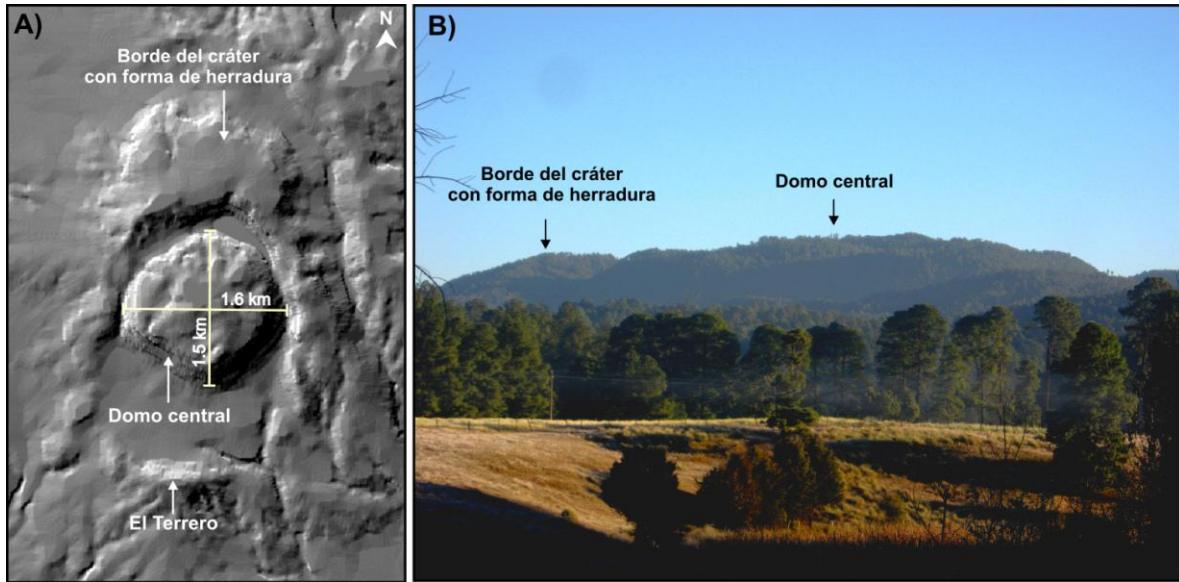 A)
N
Borde del cráter
con forma de herradura
1.6 km
1.5 km
Domo central
El Terrero
B)
Borde del cráter
con forma de herradura
Domo central